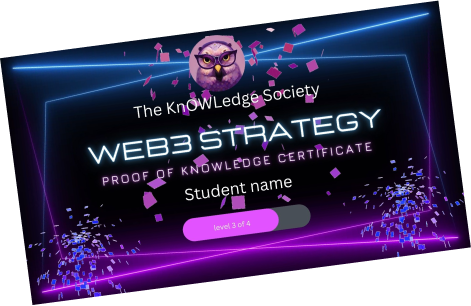 The KnOWLedge Society
WEB3 STRATEGY
PROOF OF KNOWLEDGE CERTIFICATE
Student name
level 3 of 4